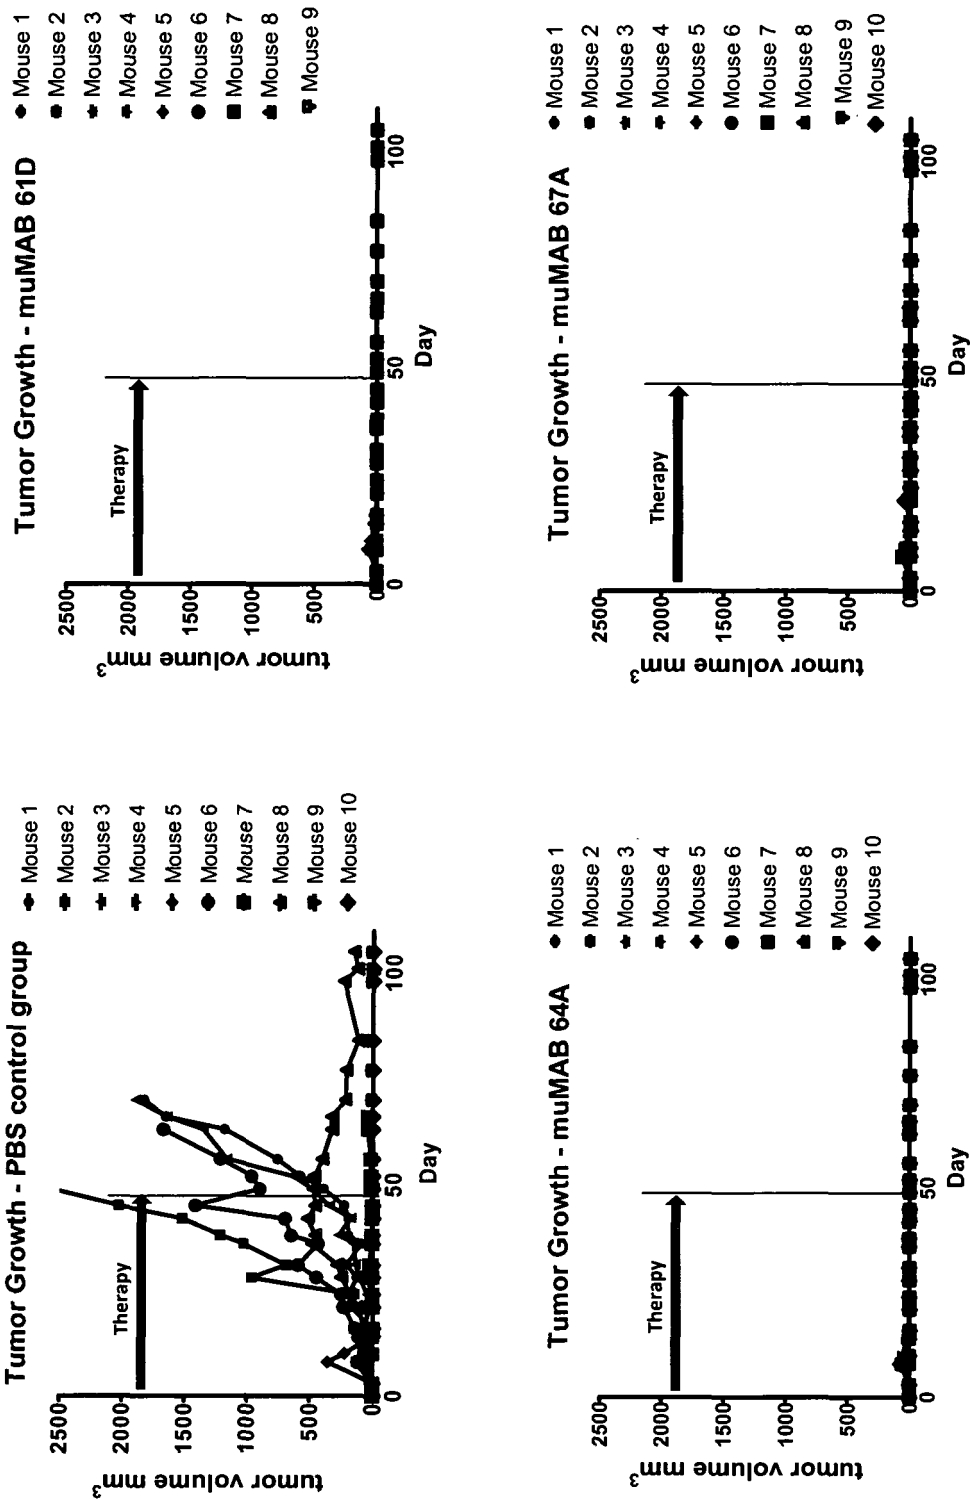 Tumor Growth - PBS control group
tumor volume mm³
2500
2000
1500
1000
500
0
Therapy
0
50
100
Day
Mouse 1
Mouse 2
Mouse 3
Mouse 4
Mouse 5
Mouse 6
Mouse 7
Mouse 8
Mouse 9
Mouse 10
Tumor Growth - muMAB 61D
tumor volume mm³
2500
2000
1500
1000
500
0
Therapy
0
50
100
Day
Mouse 1
Mouse 2
Mouse 3
Mouse 4
Mouse 5
Mouse 6
Mouse 7
Mouse 8
Mouse 9
Tumor Growth - muMAB 64A
tumor volume mm³
2500
2000
1500
1000
500
0
Therapy
0
50
100
Day
Mouse 1
Mouse 2
Mouse 3
Mouse 4
Mouse 5
Mouse 6
Mouse 7
Mouse 8
Mouse 9
Mouse 10
Tumor Growth - muMAB 67A
tumor volume mm³
2500
2000
1500
1000
500
0
Therapy
0
50
100
Day
Mouse 1
Mouse 2
Mouse 3
Mouse 4
Mouse 5
Mouse 6
Mouse 7
Mouse 8
Mouse 9
Mouse 10